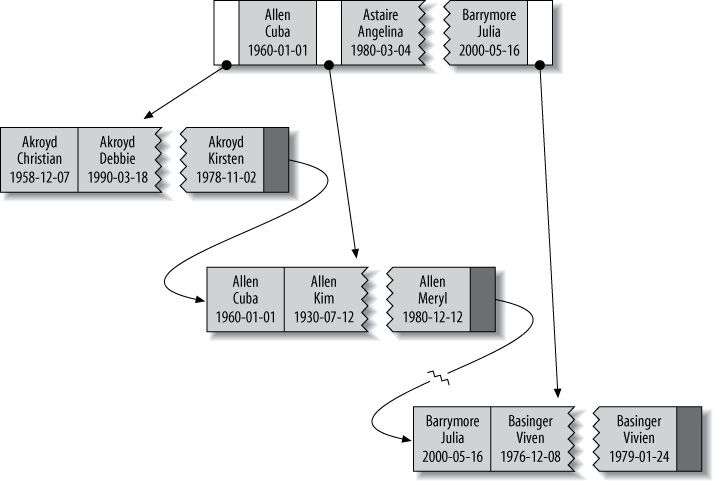 Allen
Cuba
1960-01-01
Astaire
Angelina
1980-03-04
Barrymore
Julia
2000-05-16
Akroyd
Christian
1958-12-07
Akroyd
Debbie
1990-03-18
Akroyd
Kirsten
1978-11-02
Allen
Cuba
1960-01-01
Allen
Kim
1930-07-12
Allen
Meryl
1980-12-12
Barrymore
Julia
2000-05-16
Basinger
Viven
1976-12-08
Basinger
Vivien
1979-01-24